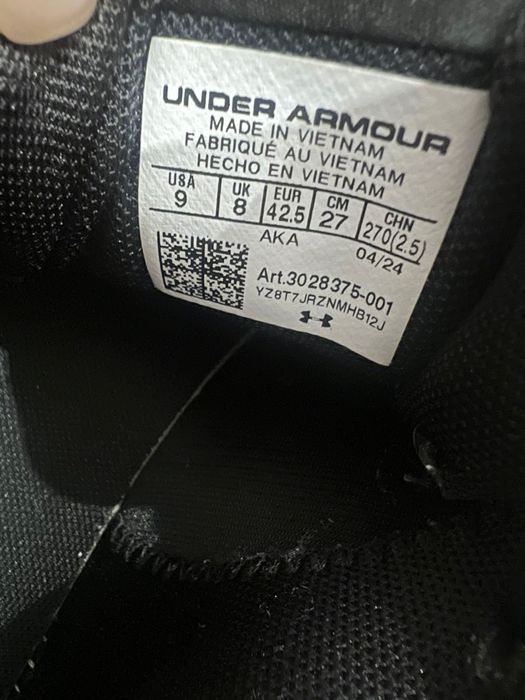 UNDER ARMOUR
MADE IN VIETNAM
FABRIQUÉ AU VIETNAM
HECHO EN VIETNAM
USA UK EUR CM CHN
9 8 42.5 27 270(2.5)
AKA 04/24
Art.3028375-001
YZ8T7JRZNMHB12J